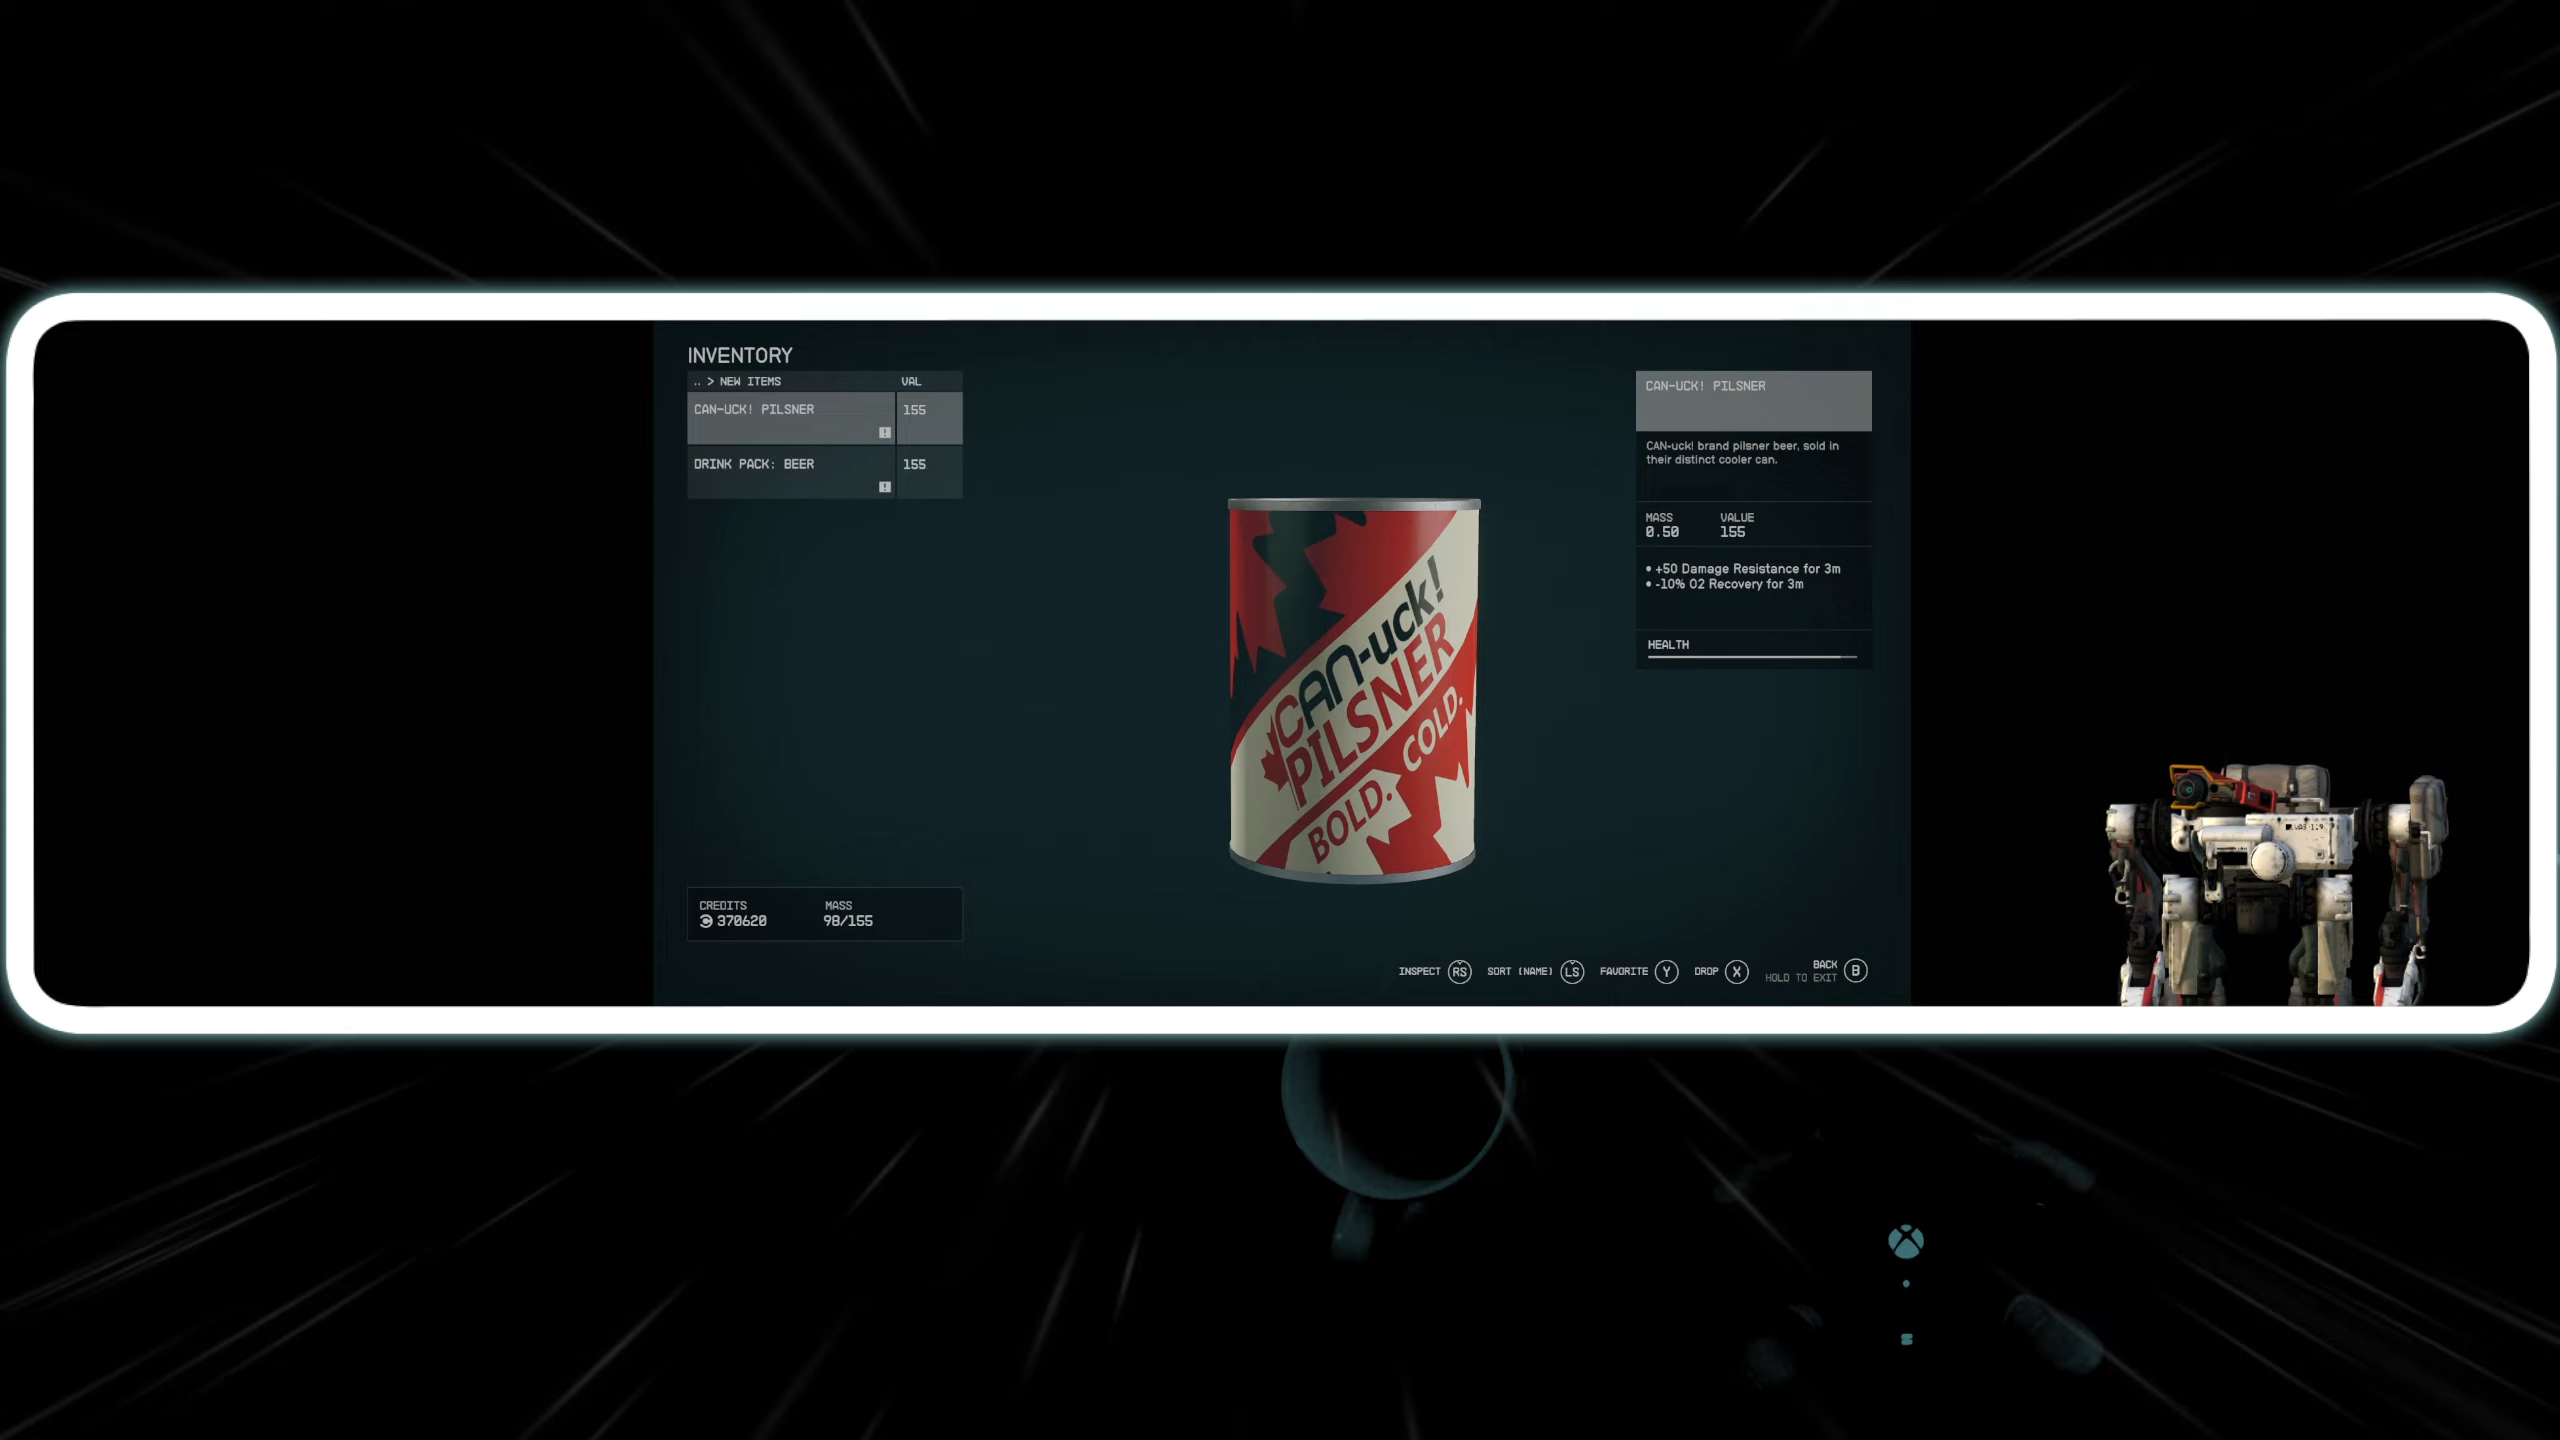 INVENTORY
.. > NEW ITEMS VAL
CAN-UCK! PILSNER 155
!
DRINK PACK: BEER 155
!
CAN-uck!
PILSNER
BOLD. COLD.
CAN-UCK! PILSNER
CAN-uck! brand pilsner beer, sold in
their distinct cooler can.
MASS VALUE
0.50 155
• +50 Damage Resistance for 3m
• -10% O2 Recovery for 3m
HEALTH
CREDITS MASS
370620 98/155
INSPECT RS SORT (NAME) LS FAVORITE Y DROP X BACK B
HOLD TO EXIT